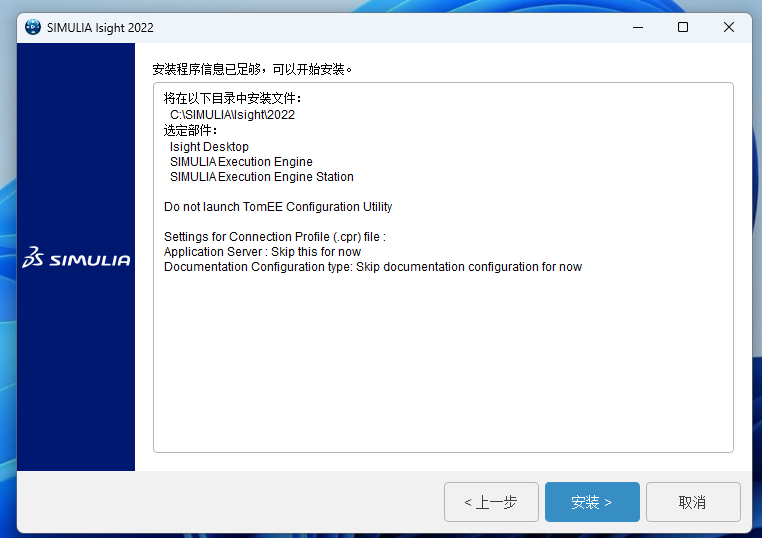 SIMULIA Isight 2022
安装程序信息已足够，可以开始安装。
将在以下目录中安装文件：
C:\SIMULIA\Isight\2022
选定部件：
Isight Desktop
SIMULIA Execution Engine
SIMULIA Execution Engine Station
Do not launch TomEE Configuration Utility
Settings for Connection Profile (.cpr) file :
Application Server : Skip this for now
Documentation Configuration type: Skip documentation configuration for now
SIMULIA
< 上一步
安装 >
取消